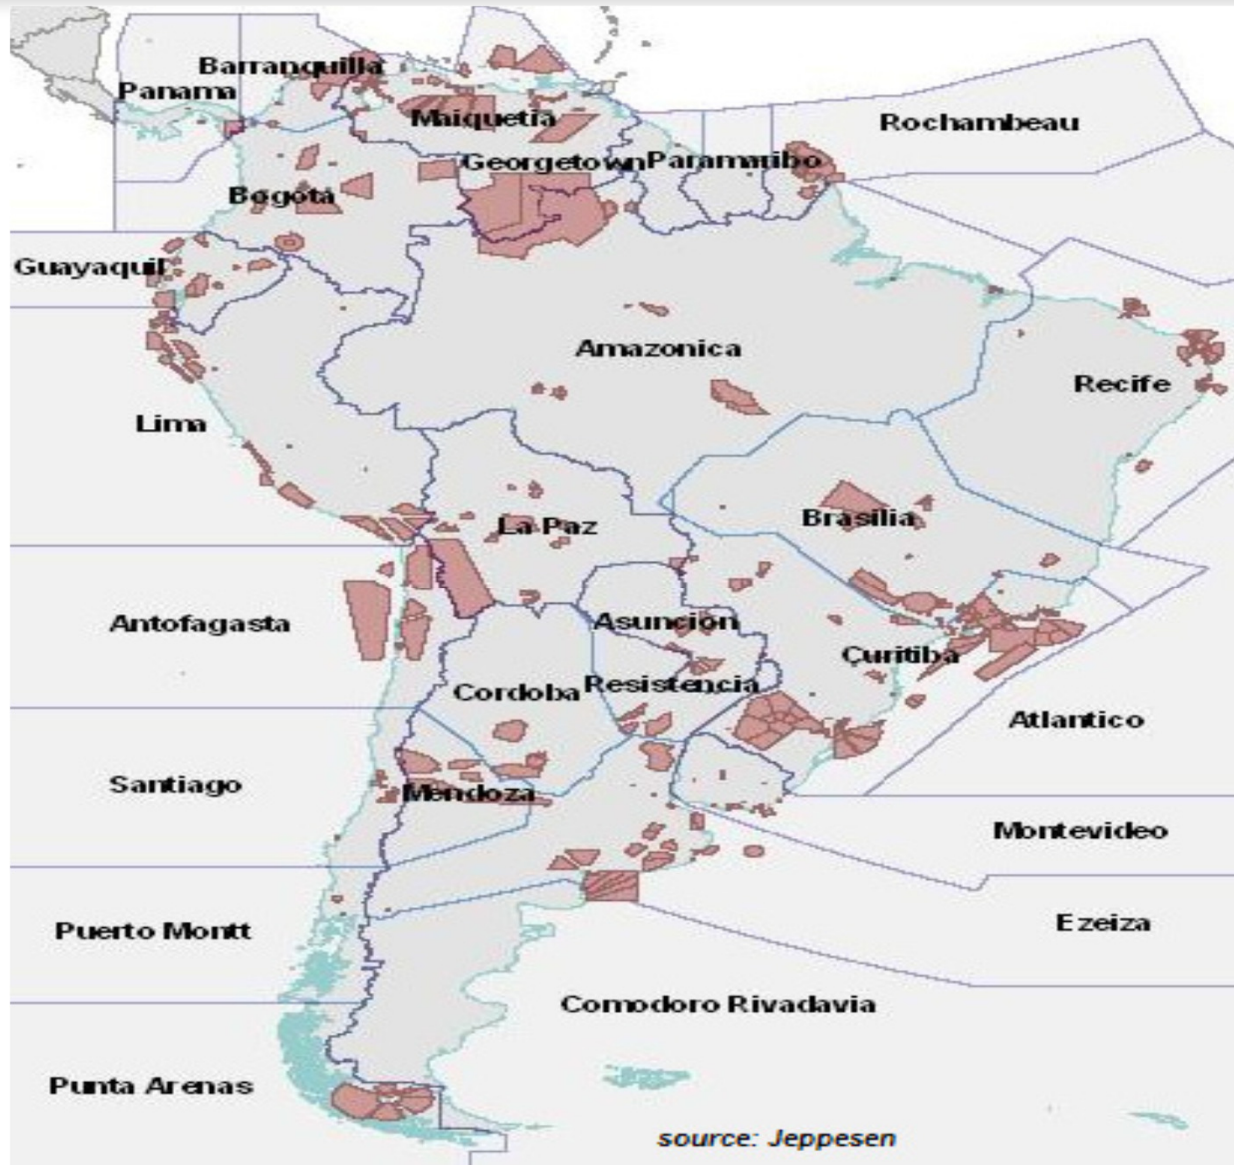 Barranquilla
Panama
Maiquetia
Rochambeau
Georgetown
Paramaribo
Bogota
Guayaquil
Amazonica
Recife
Lima
La Paz
Brasilia
Antofagasta
Asuncion
Curitiba
Cordoba
Resistencia
Atlantico
Santiago
Mendoza
Montevideo
Puerto Montt
Ezeiza
Comodoro Rivadavia
Punta Arenas
source: Jeppesen